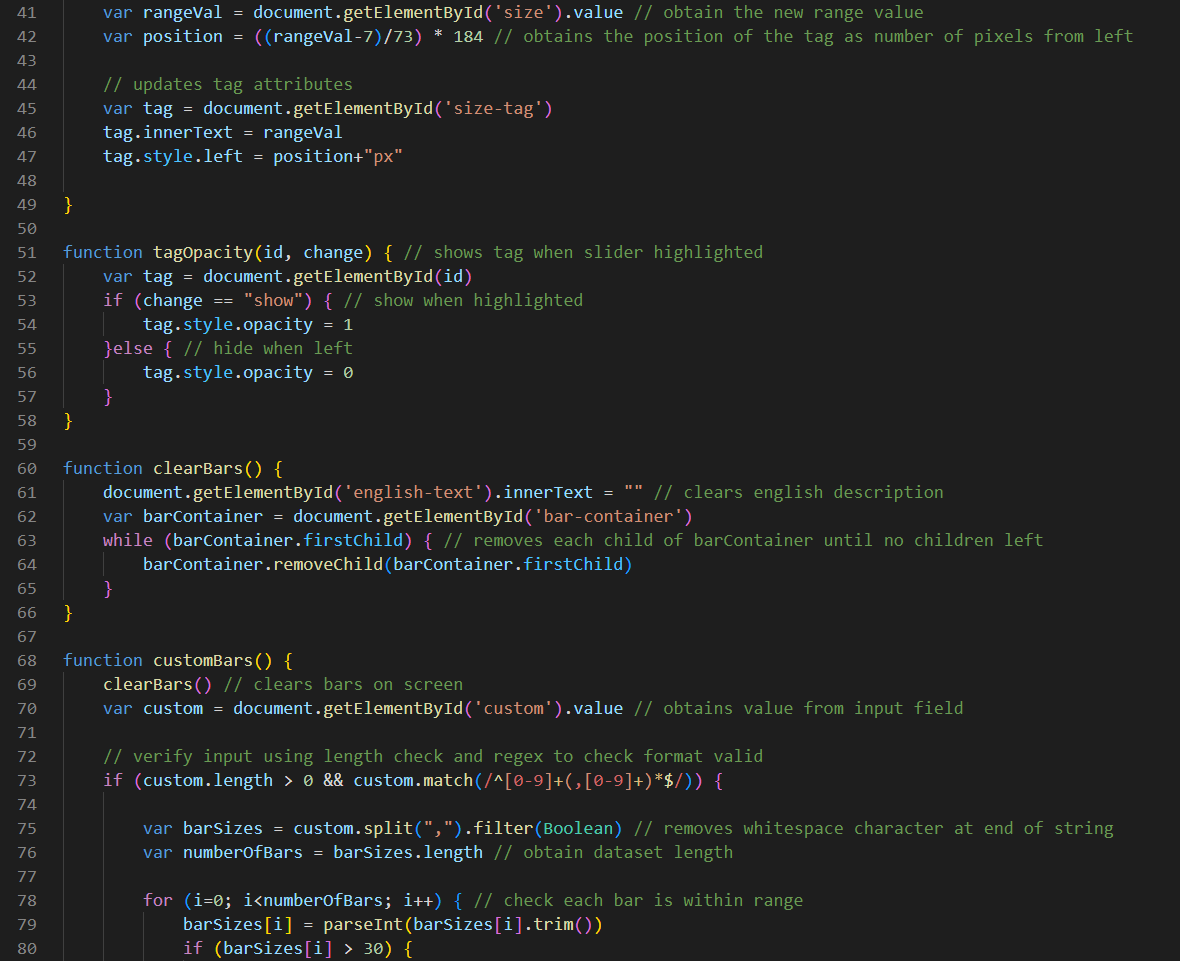 41 var rangeVal = document.getElementById('size').value // obtain the new range value
42 var position = ((rangeVal-7)/73) * 184 // obtains the position of the tag as number of pixels from left
43
44 // updates tag attributes
45 var tag = document.getElementById('size-tag')
46 tag.innerText = rangeVal
47 tag.style.left = position+"px"
48
49 }
50
51 function tagOpacity(id, change) { // shows tag when slider highlighted
52 var tag = document.getElementById(id)
53 if (change == "show") { // show when highlighted
54 tag.style.opacity = 1
55 }else { // hide when left
56 tag.style.opacity = 0
57 }
58 }
59
60 function clearBars() {
61 document.getElementById('english-text').innerText = "" // clears english description
62 var barContainer = document.getElementById('bar-container')
63 while (barContainer.firstChild) { // removes each child of barContainer until no children left
64 barContainer.removeChild(barContainer.firstChild)
65 }
66 }
67
68 function customBars() {
69 clearBars() // clears bars on screen
70 var custom = document.getElementById('custom').value // obtains value from input field
71
72 // verify input using length check and regex to check format valid
73 if (custom.length > 0 && custom.match(/^[0-9]+(,[0-9]+)*$/)) {
74
75 var barSizes = custom.split(",").filter(Boolean) // removes whitespace character at end of string
76 var numberOfBars = barSizes.length // obtain dataset length
77
78 for (i=0; i<numberOfBars; i++) { // check each bar is within range
79 barSizes[i] = parseInt(barSizes[i].trim())
80 if (barSizes[i] > 30) {